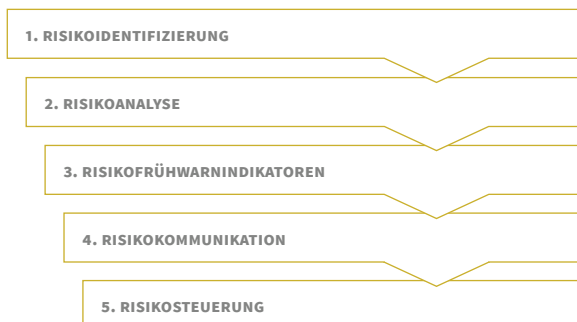 1. RISIKOIDENTIFIZIERUNG
2. RISIKOANALYSE
3. RISIKOFRÜHWARNINDIKATOREN
4. RISIKOKOMMUNIKATION
5. RISIKOSTEUERUNG